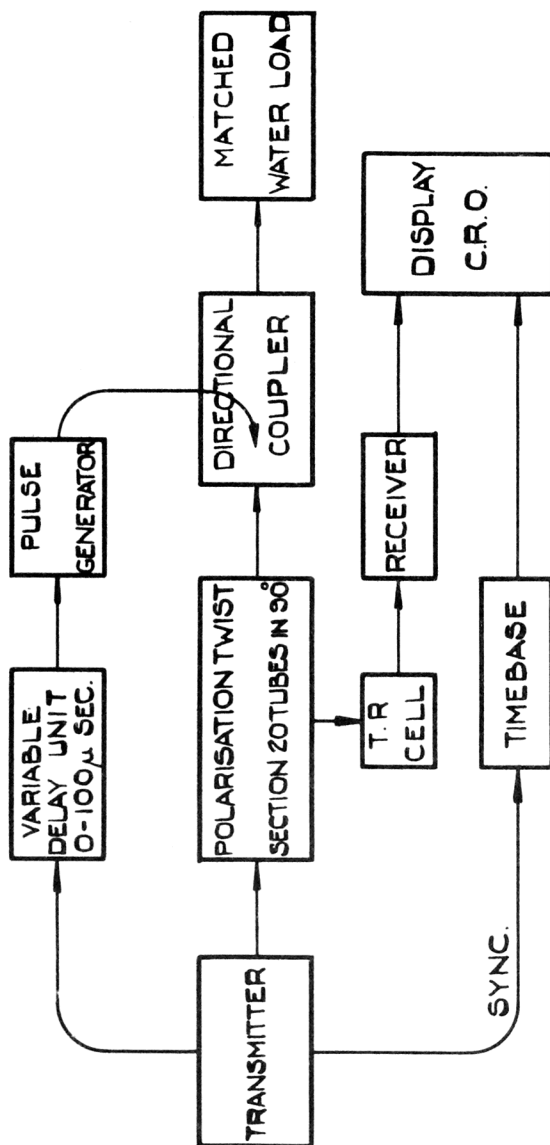 VARIABLE
DELAY UNIT
0-100μ SEC.
PULSE
GENERATOR
TRANSMITTER
POLARISATION TWIST
SECTION 20 TUBES IN 90°
DIRECTIONAL
COUPLER
MATCHED
WATER LOAD
T.R
CELL
RECEIVER
DISPLAY
C.R.O.
SYNC.
TIMEBASE